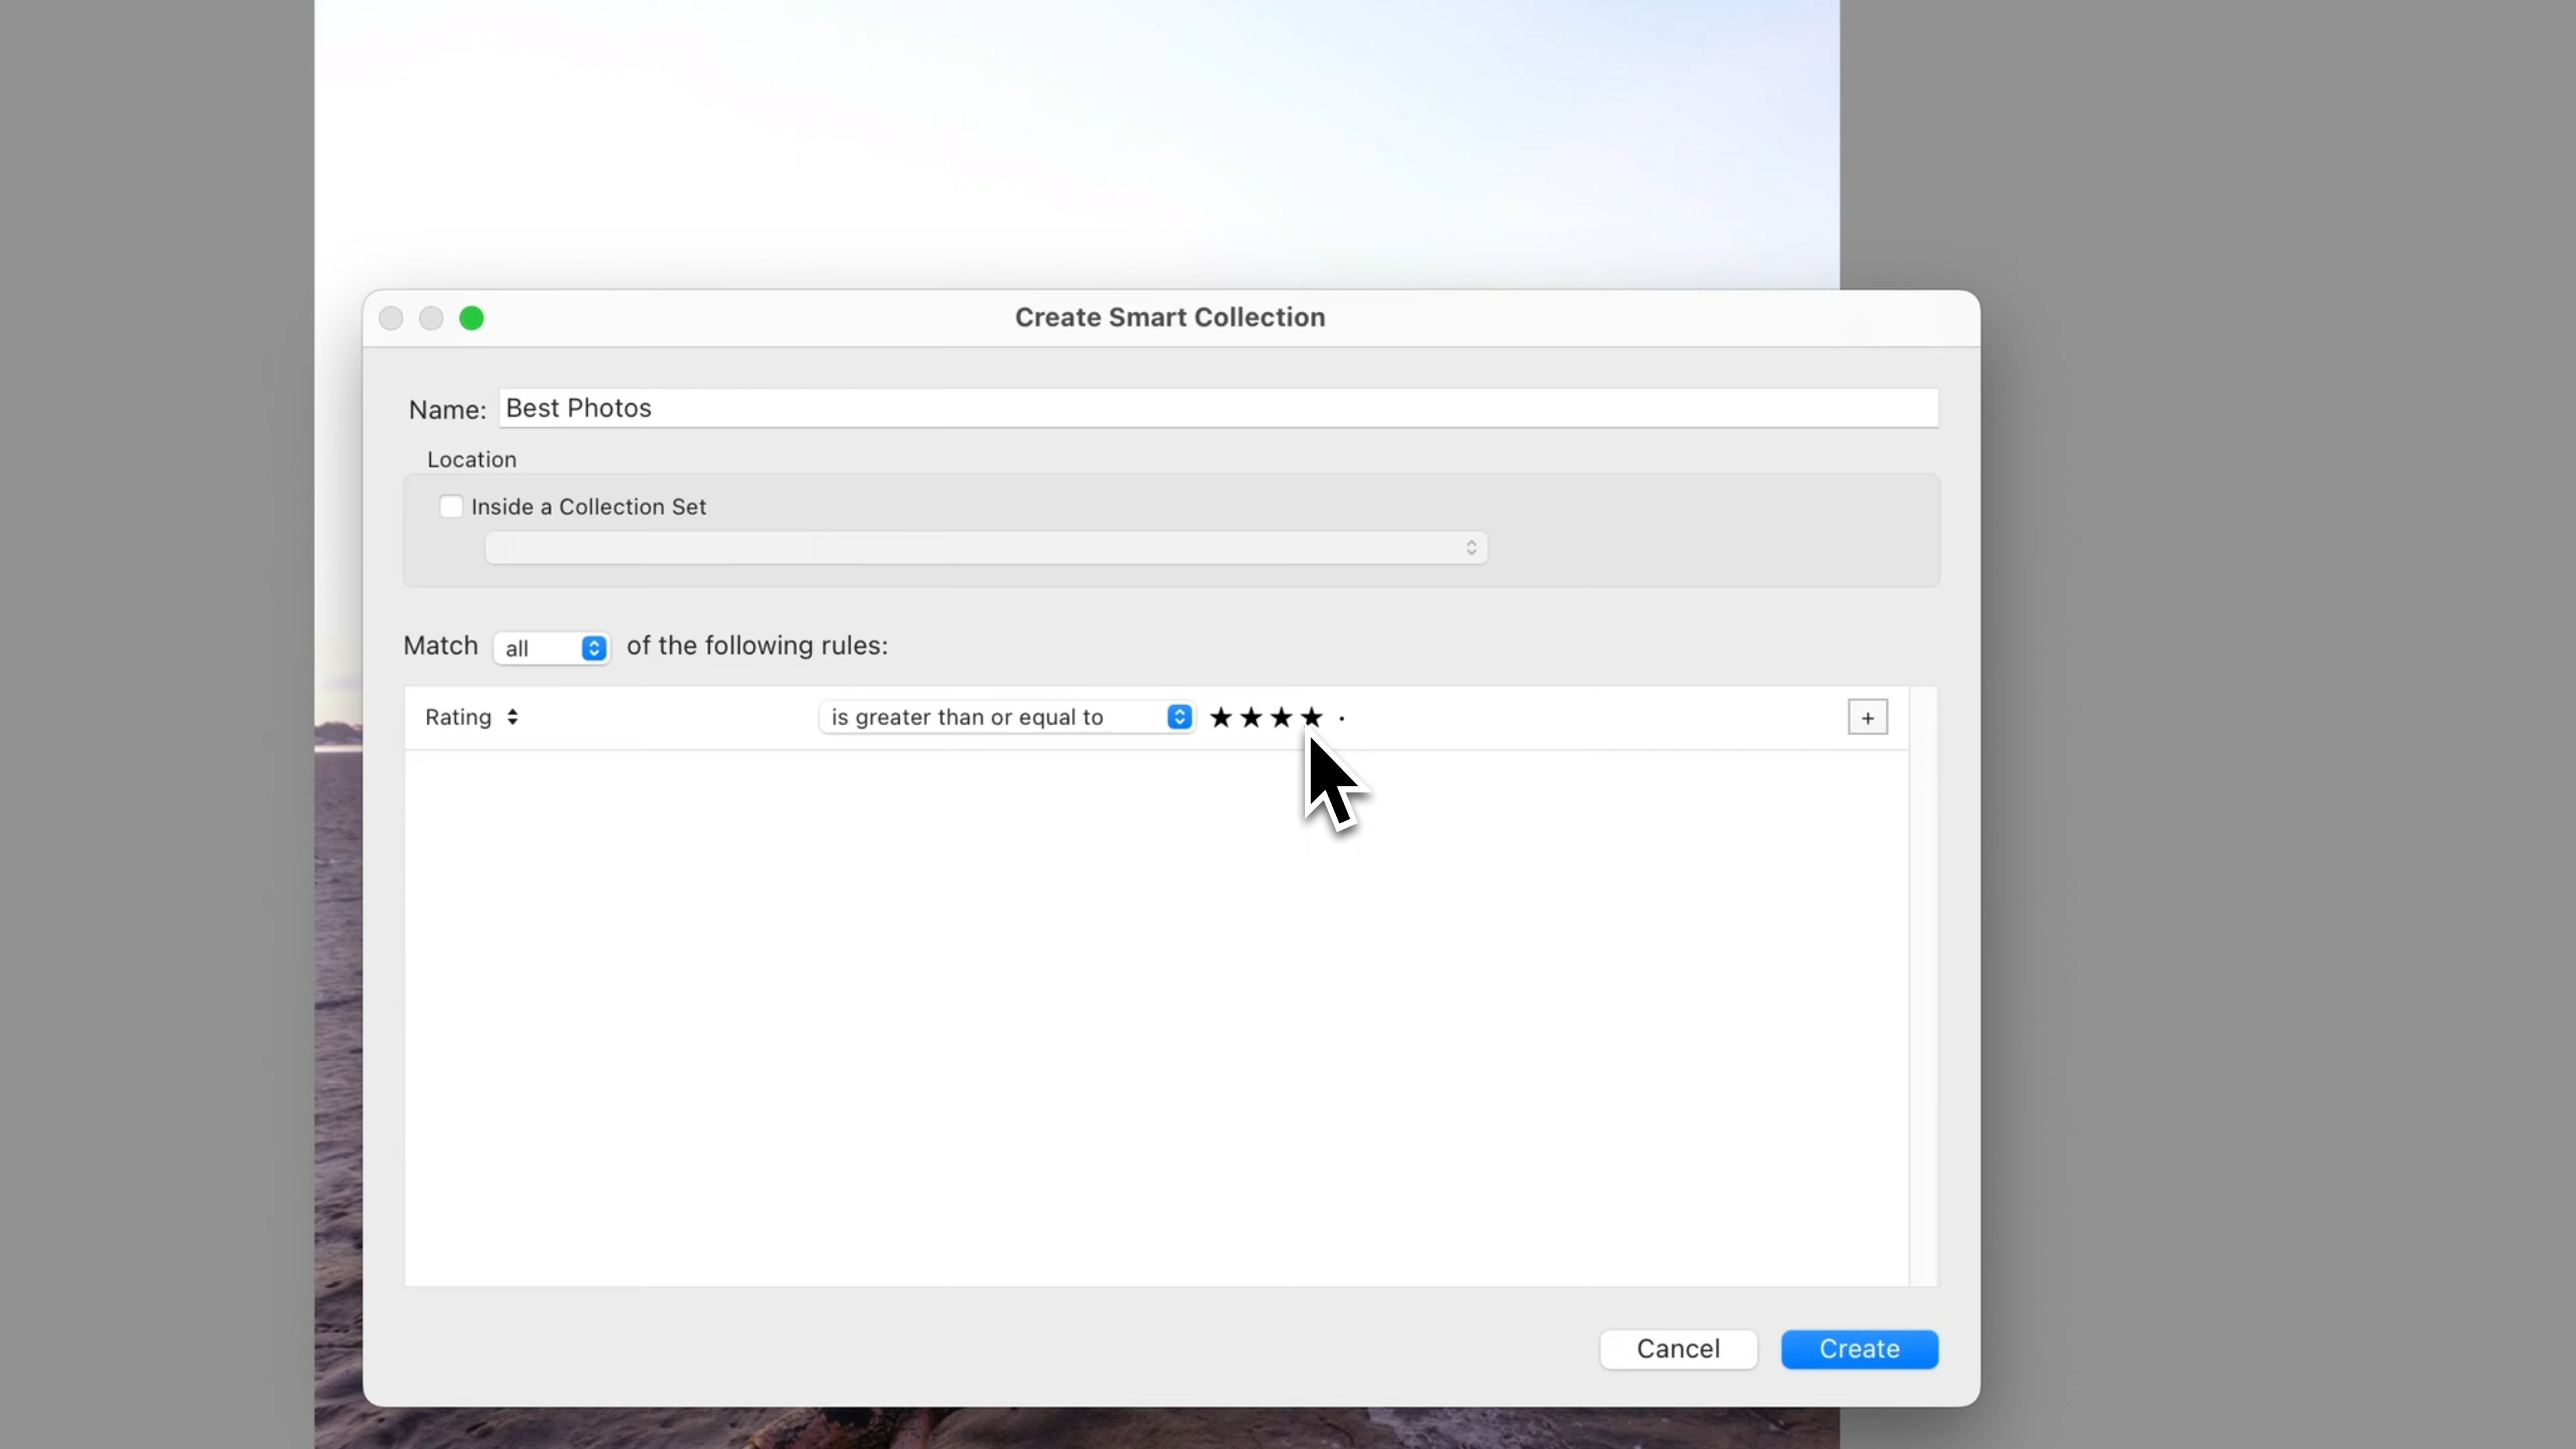 Create Smart Collection
Name: Best Photos
Location
Inside a Collection Set
Match all of the following rules:
Rating is greater than or equal to ★★★★ · +
Cancel Create